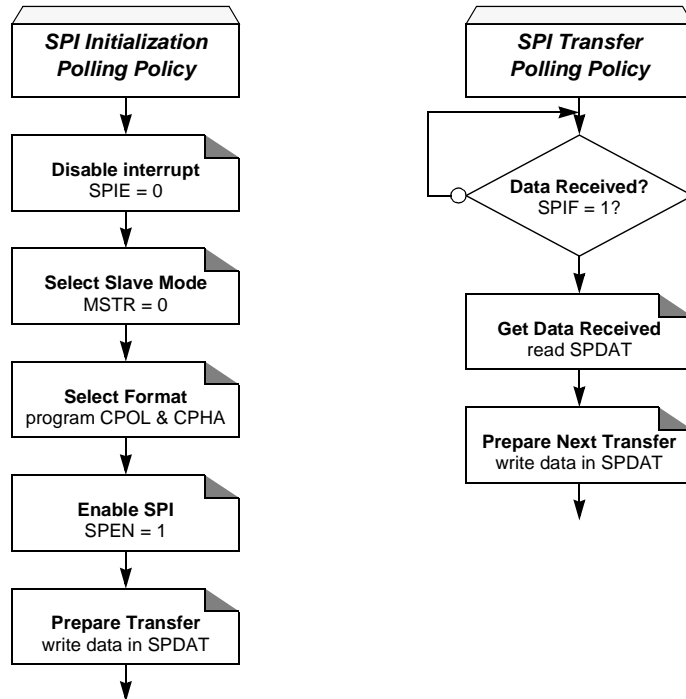 SPI Initialization
Polling Policy
Disable interrupt
SPIE = 0
Select Slave Mode
MSTR = 0
Select Format
program CPOL & CPHA
Enable SPI
SPEN = 1
Prepare Transfer
write data in SPDAT
SPI Transfer
Polling Policy
Data Received?
SPIF = 1?
Get Data Received
read SPDAT
Prepare Next Transfer
write data in SPDAT